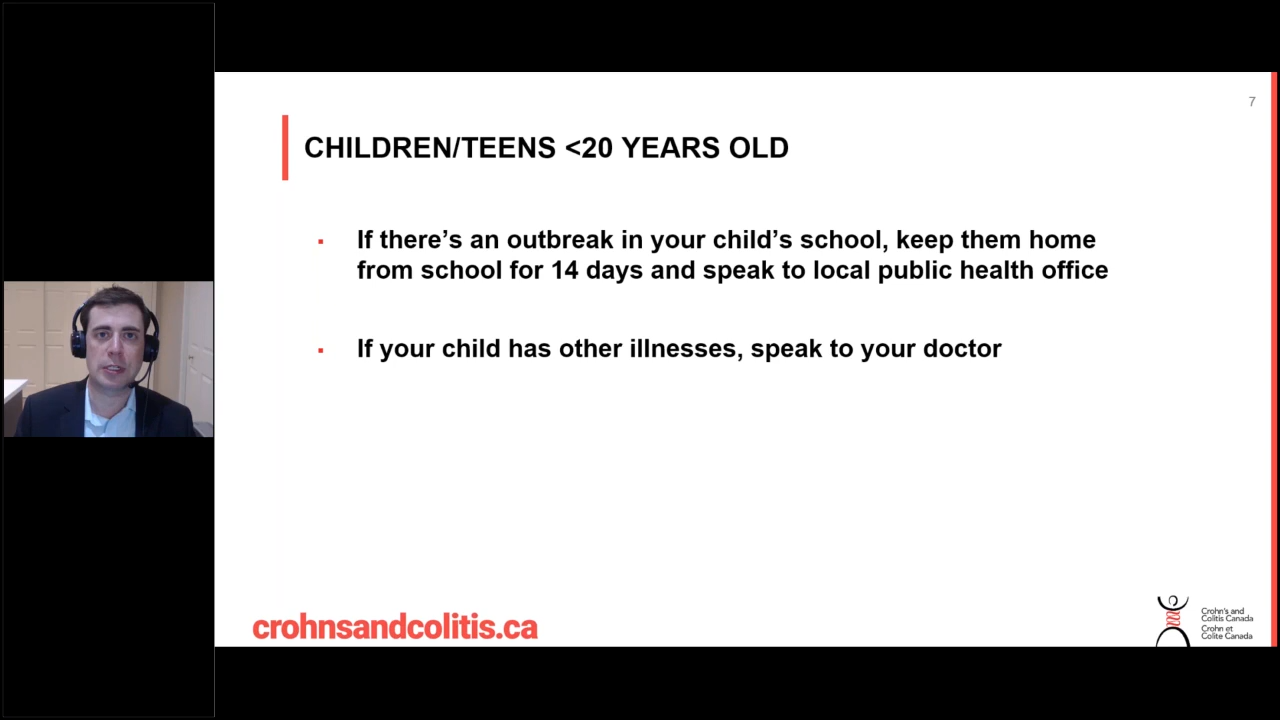 7
CHILDREN/TEENS <20 YEARS OLD
▪ If there’s an outbreak in your child’s school, keep them home
from school for 14 days and speak to local public health office
▪ If your child has other illnesses, speak to your doctor
crohnsandcolitis.ca
Crohn's and
Colitis Canada
Crohn et
Colite Canada